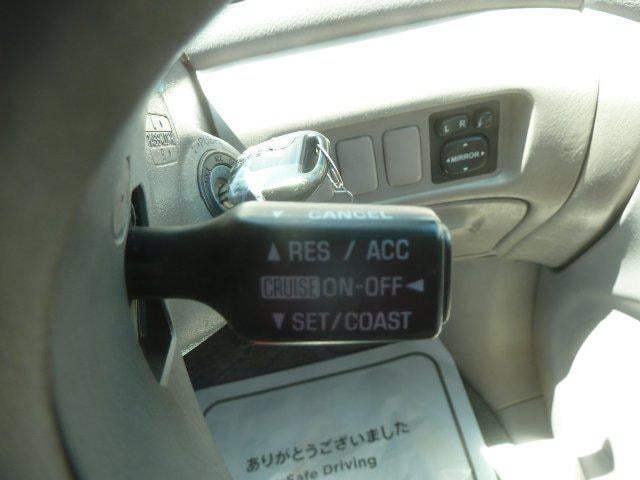 L R
MIRROR
CANCEL
RES / ACC
CRUISE ON-OFF
SET/COAST
ありがとうございました
Safe Driving